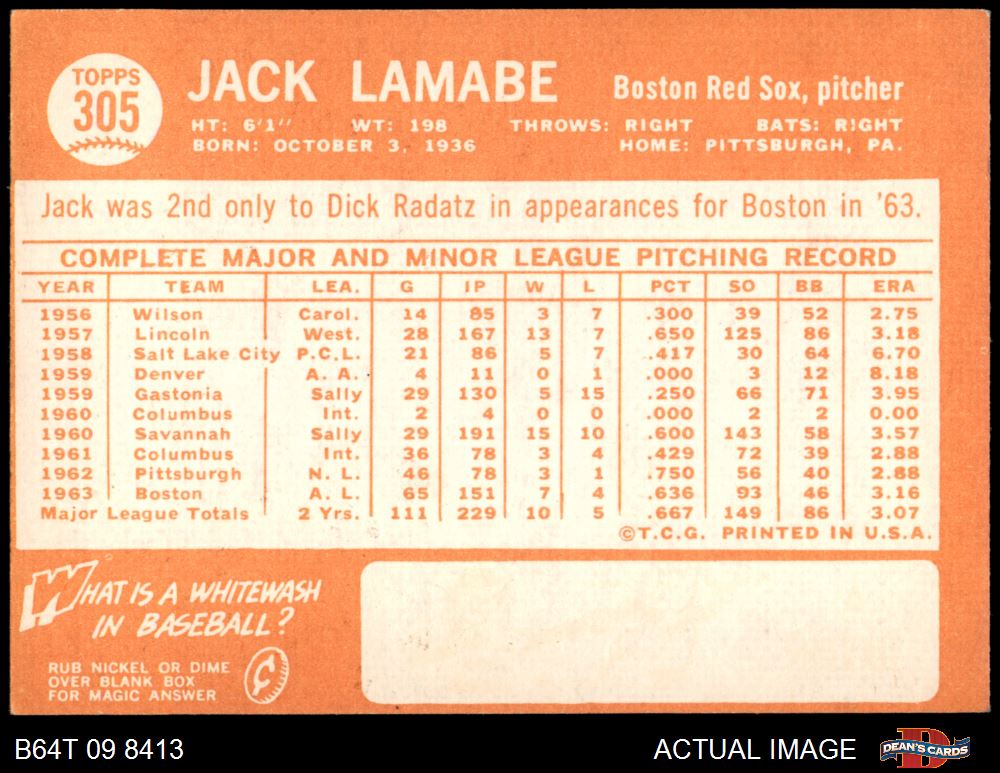 TOPPS
305
JACK LAMABE
Boston Red Sox, pitcher
HT: 6'1'' WT: 198 THROWS: RIGHT BATS: RIGHT
BORN: OCTOBER 3, 1936 HOME: PITTSBURGH, PA.
Jack was 2nd only to Dick Radatz in appearances for Boston in '63.
COMPLETE MAJOR AND MINOR LEAGUE PITCHING RECORD
YEAR TEAM LEA. G IP W L PCT SO BB ERA
1956 Wilson Carol. 14 85 3 7 .300 39 52 2.75
1957 Lincoln West. 28 167 13 7 .650 125 86 3.18
1958 Salt Lake City P.C.L. 21 86 5 7 .417 30 64 6.70
1959 Denver A. A. 4 11 0 1 .000 3 12 8.18
1959 Gastonia Sally 29 130 5 15 .250 66 71 3.95
1960 Columbus Int. 2 4 0 0 .000 2 2 0.00
1960 Savannah Sally 29 191 15 10 .600 143 58 3.57
1961 Columbus Int. 36 78 3 4 .429 72 39 2.88
1962 Pittsburgh N. L. 46 78 3 1 .750 56 40 2.88
1963 Boston A. L. 65 151 7 4 .636 93 46 3.16
Major League Totals 2 Yrs. 111 229 10 5 .667 149 86 3.07
©T.C.G. PRINTED IN U.S.A.
WHAT IS A WHITEWASH
IN BASEBALL?
RUB NICKEL OR DIME
OVER BLANK BOX
FOR MAGIC ANSWER
¢
B64T 09 8413
ACTUAL IMAGE
DEAN'S CARDS